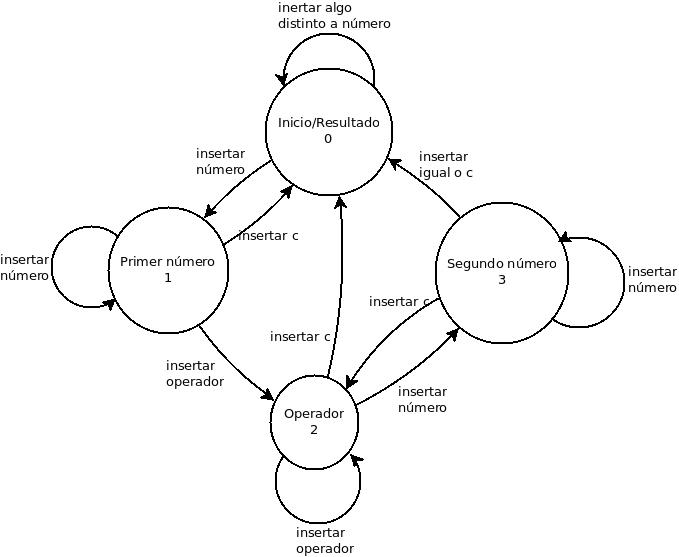 inertar algo
distinto a número
Inicio/Resultado
0
insertar
número
insertar
igual o c
insertar c
insertar
número
Primer número
1
Segundo número
3
insertar
número
insertar c
insertar c
insertar
operador
insertar
número
Operador
2
insertar
operador